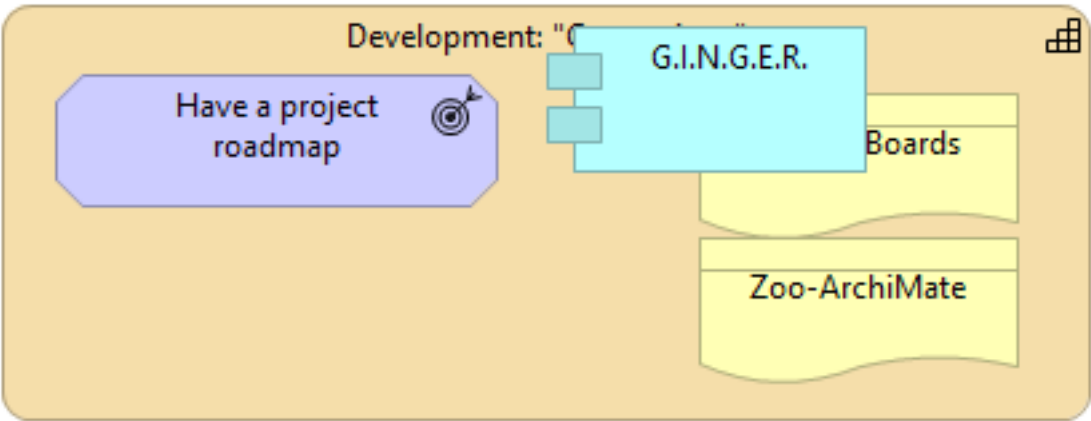 Development: "
G.I.N.G.E.R.
Have a project
roadmap
Boards
Zoo-ArchiMate